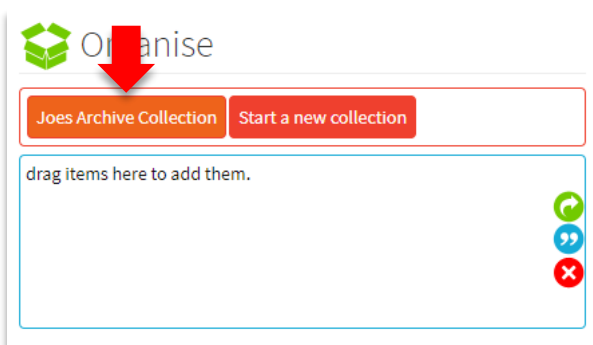 Organise
Joes Archive Collection Start a new collection
drag items here to add them.